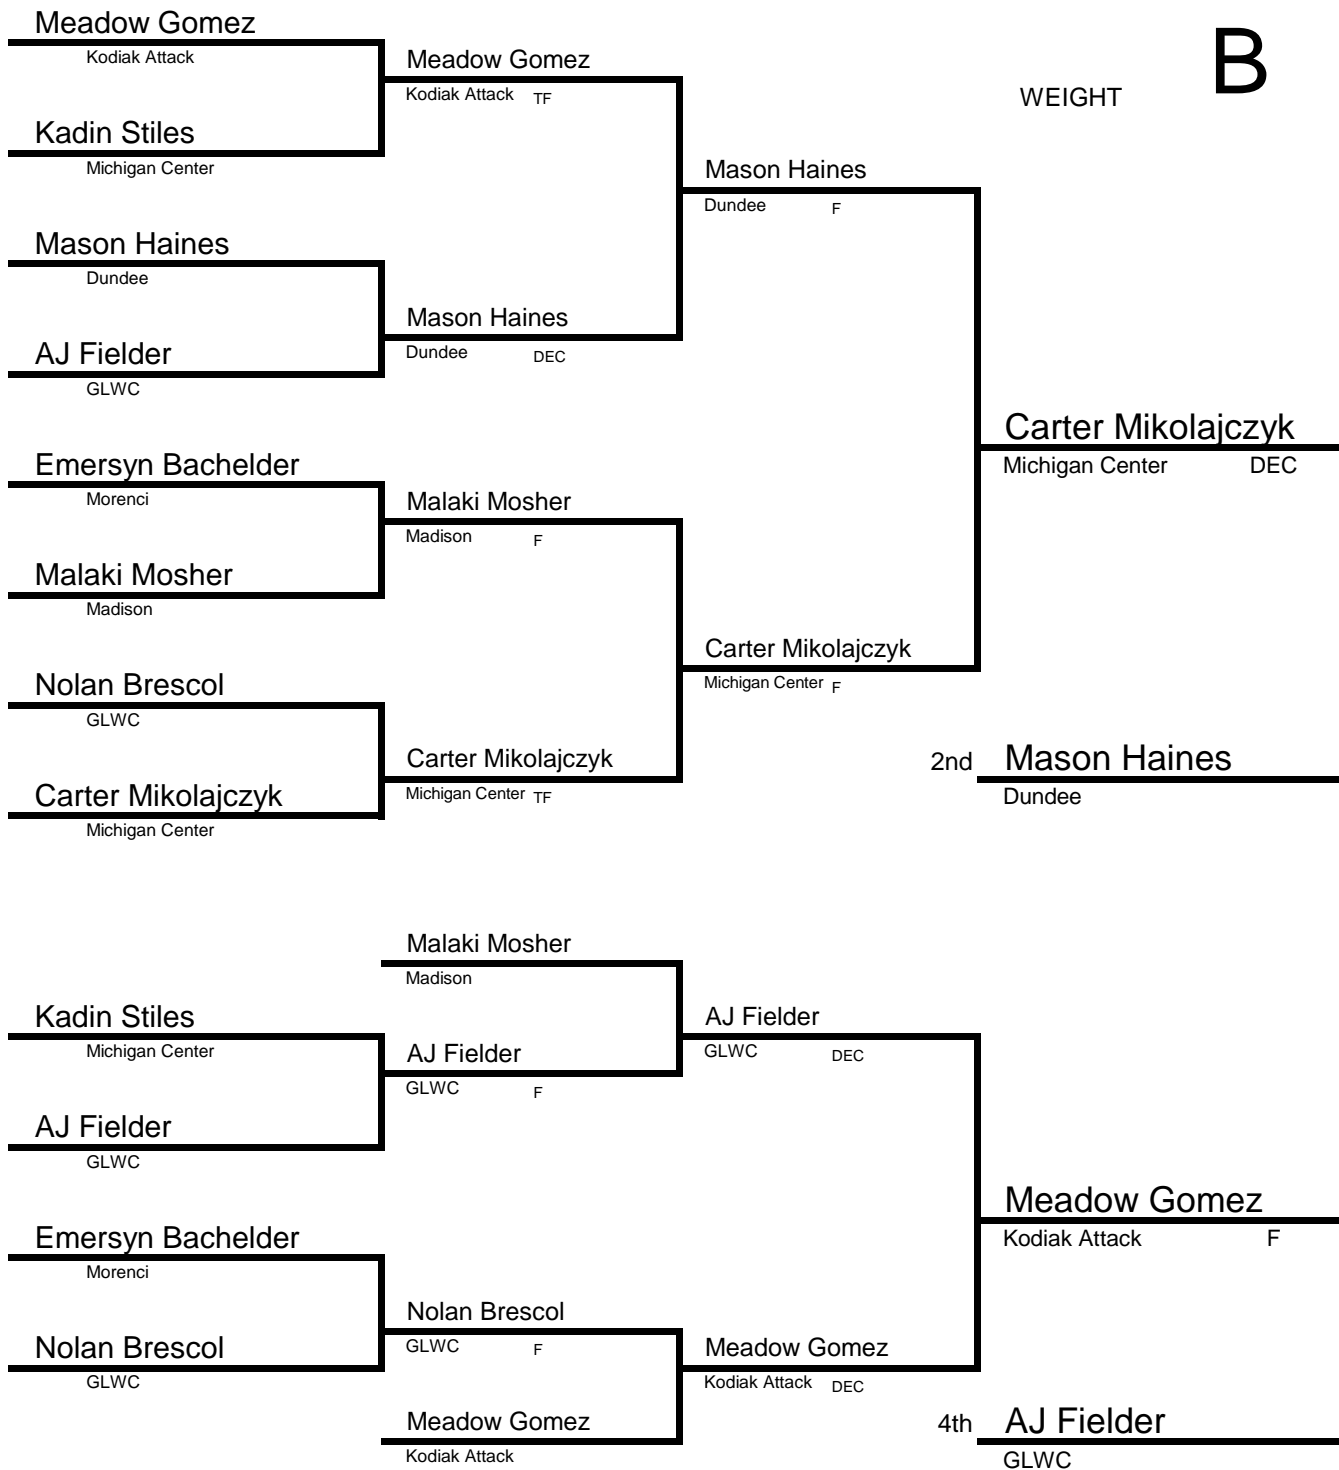 Meadow Gomez
Kodiak Attack
Meadow Gomez
Kodiak Attack TF
B
WEIGHT
Kadin Stiles
Michigan Center
Mason Haines
Dundee F
Mason Haines
Dundee
Mason Haines
Dundee DEC
AJ Fielder
GLWC
Carter Mikolajczyk
Michigan Center DEC
Emersyn Bachelder
Morenci
Malaki Mosher
Madison F
Malaki Mosher
Madison
Carter Mikolajczyk
Michigan Center F
Nolan Brescol
GLWC
Carter Mikolajczyk
Michigan Center TF
2nd Mason Haines
Dundee
Carter Mikolajczyk
Michigan Center
Malaki Mosher
Madison
Kadin Stiles
Michigan Center
AJ Fielder
GLWC DEC
AJ Fielder
GLWC F
AJ Fielder
GLWC
Meadow Gomez
Kodiak Attack F
Emersyn Bachelder
Morenci
Nolan Brescol
GLWC F
Nolan Brescol
GLWC
Meadow Gomez
Kodiak Attack DEC
Meadow Gomez
Kodiak Attack
4th AJ Fielder
GLWC